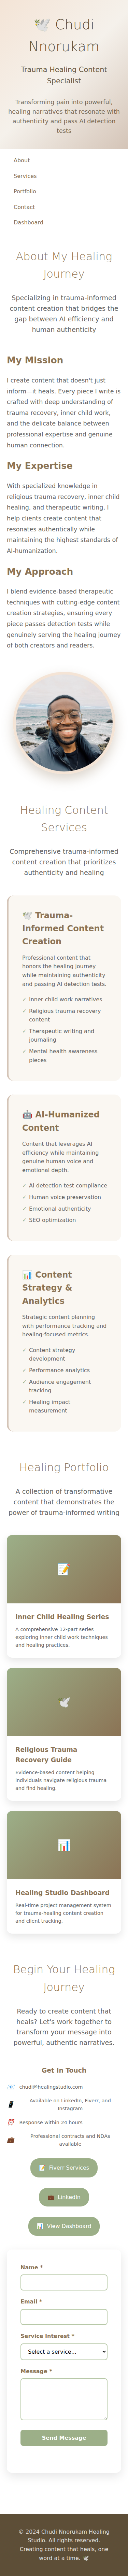 🕊️ Chudi
Nnorukam
Trauma Healing Content
Specialist
Transforming pain into powerful,
healing narratives that resonate with
authenticity and pass AI detection
tests
About
Services
Portfolio
Contact
Dashboard
About My Healing
Journey
Specializing in trauma-informed
content creation that bridges the
gap between AI efficiency and
human authenticity
My Mission
I create content that doesn't just
inform—it heals. Every piece I write is
crafted with deep understanding of
trauma recovery, inner child work,
and the delicate balance between
professional expertise and genuine
human connection.
My Expertise
With specialized knowledge in
religious trauma recovery, inner child
healing, and therapeutic writing, I
help clients create content that
resonates authentically while
maintaining the highest standards of
AI-humanization.
My Approach
I blend evidence-based therapeutic
techniques with cutting-edge content
creation strategies, ensuring every
piece passes detection tests while
genuinely serving the healing journey
of both creators and readers.
Healing Content
Services
Comprehensive trauma-informed
content creation that prioritizes
authenticity and healing
🕊️ Trauma-
Informed Content
Creation
Professional content that
honors the healing journey
while maintaining authenticity
and passing AI detection tests.
✓ Inner child work narratives
✓ Religious trauma recovery
content
✓ Therapeutic writing and
journaling
✓ Mental health awareness
pieces
🤖 AI-Humanized
Content
Content that leverages AI
efficiency while maintaining
genuine human voice and
emotional depth.
✓ AI detection test compliance
✓ Human voice preservation
✓ Emotional authenticity
✓ SEO optimization
📊 Content
Strategy &
Analytics
Strategic content planning
with performance tracking and
healing-focused metrics.
✓ Content strategy
development
✓ Performance analytics
✓ Audience engagement
tracking
✓ Healing impact
measurement
Healing Portfolio
A collection of transformative
content that demonstrates the
power of trauma-informed writing
Inner Child Healing Series
A comprehensive 12-part series
exploring inner child work techniques
and healing practices.
Religious Trauma
Recovery Guide
Evidence-based content helping
individuals navigate religious trauma
and find healing.
Healing Studio Dashboard
Real-time project management system
for trauma-healing content creation
and client tracking.
Begin Your Healing
Journey
Ready to create content that
heals? Let's work together to
transform your message into
powerful, authentic narratives.
Get In Touch
📧 chudi@healingstudio.com
📱 Available on LinkedIn, Fiverr, and
Instagram
⏰ Response within 24 hours
💼 Professional contracts and NDAs
available
📝 Fiverr Services
💼 LinkedIn
📊 View Dashboard
Name *
Email *
Service Interest *
Select a service...
Message *
Send Message
© 2024 Chudi Nnorukam Healing
Studio. All rights reserved.
Creating content that heals, one
word at a time. 🕊️